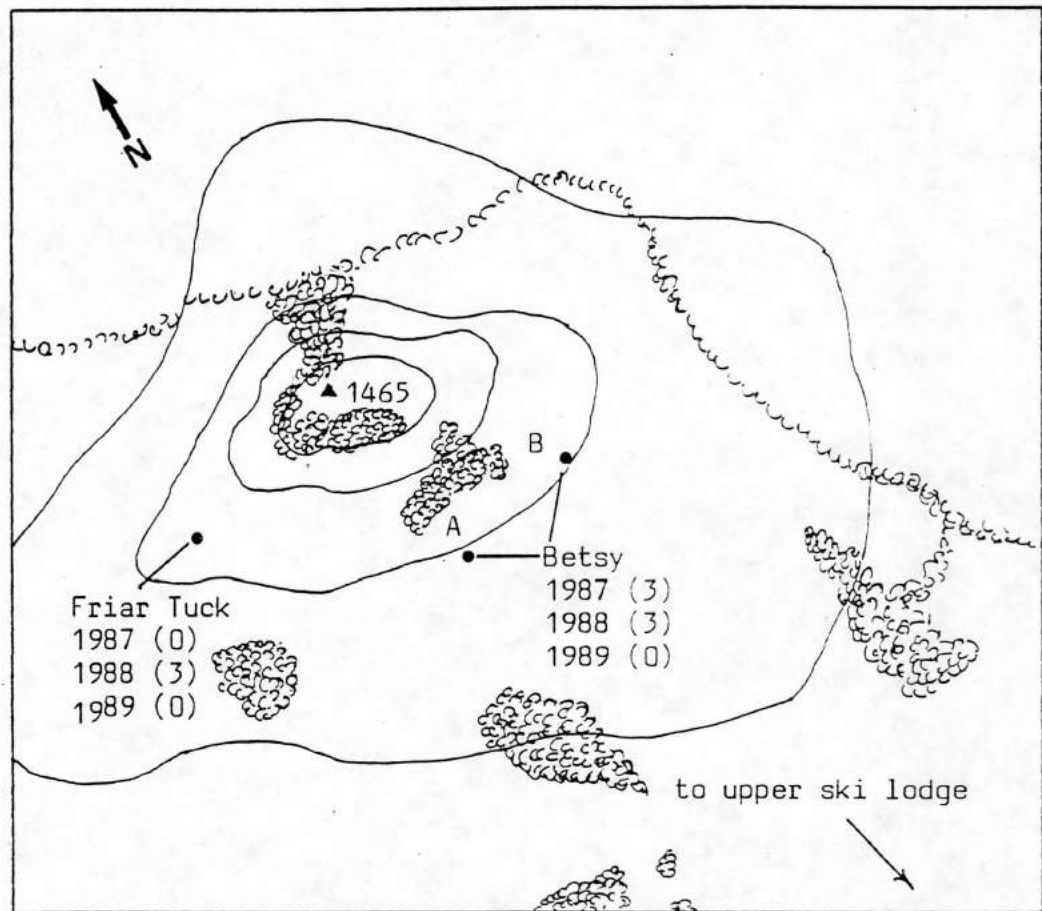 N
1465
B
A
Betsy
1987 (3)
1988 (3)
1989 (0)
Friar Tuck
1987 (0)
1988 (3)
1989 (0)
to upper ski lodge